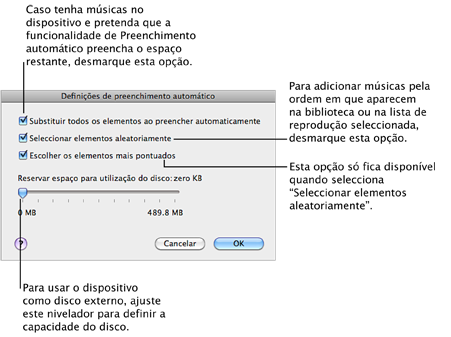 Caso tenha músicas no
dispositivo e pretenda que a
funcionalidade de Preenchimento
automático preencha o espaço
restante, desmarque esta opção.
Definições de preenchimento automático
Substituir todos os elementos ao preencher automaticamente
Seleccionar elementos aleatoriamente
Escolher os elementos mais pontuados
Reservar espaço para utilização do disco: zero KB
0 MB
489.8 MB
?
Cancelar
OK
Para adicionar músicas pela
ordem em que aparecem
na biblioteca ou na lista de
reprodução seleccionada,
desmarque esta opção.
Esta opção só fica disponível
quando selecciona
“Seleccionar elementos
aleatoriamente”.
Para usar o dispositivo
como disco externo, ajuste
este nivelador para definir a
capacidade do disco.